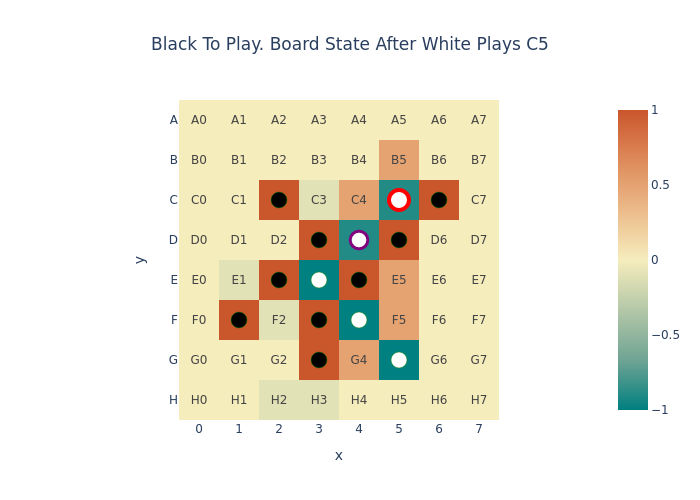 Black To Play. Board State After White Plays C5
A A0 A1 A2 A3 A4 A5 A6 A7
B B0 B1 B2 B3 B4 B5 B6 B7
C C0 C1 C3 C4 C7
D D0 D1 D2 D6 D7
E E0 E1 E5 E6 E7
F F0 F2 F5 F6 F7
G G0 G1 G2 G4 G6 G7
H H0 H1 H2 H3 H4 H5 H6 H7
0 1 2 3 4 5 6 7
x
y
1
0.5
0
−0.5
−1